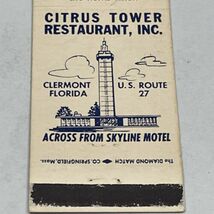 CITRUS TOWER
RESTAURANT, INC.
CLERMONT
FLORIDA
U.S. ROUTE
27
ACROSS FROM SKYLINE MOTEL
THE DIAMOND MATCH CO., SPRINGFIELD, MASS.